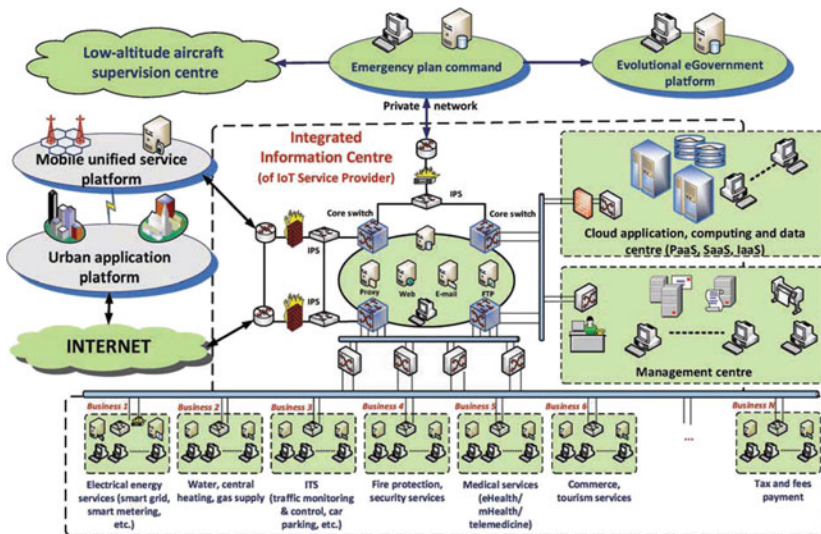 Low-altitude aircraft
supervision centre
Emergency plan command
Evolutional eGovernment
platform
Private network
Mobile unified service
platform
Integrated
Information Centre
(of IoT Service Provider)
IPS
Core switch
Core switch
IPS
Cloud application, computing and data
centre (PaaS, SaaS, IaaS)
Urban application
platform
Proxy
Web
E-mail
FTP
IPS
INTERNET
Management centre
Business 1
Business 2
Business 3
Business 4
Business 5
Business 6
Business N
...
Electrical energy
services (smart grid,
smart metering,
etc.)
Water, central
heating, gas supply
ITS
(traffic monitoring
& control, car
parking, etc.)
Fire protection,
security services
Medical services
(eHealth/
mHealth/
telemedicine)
Commerce,
tourism services
Tax and fees
payment